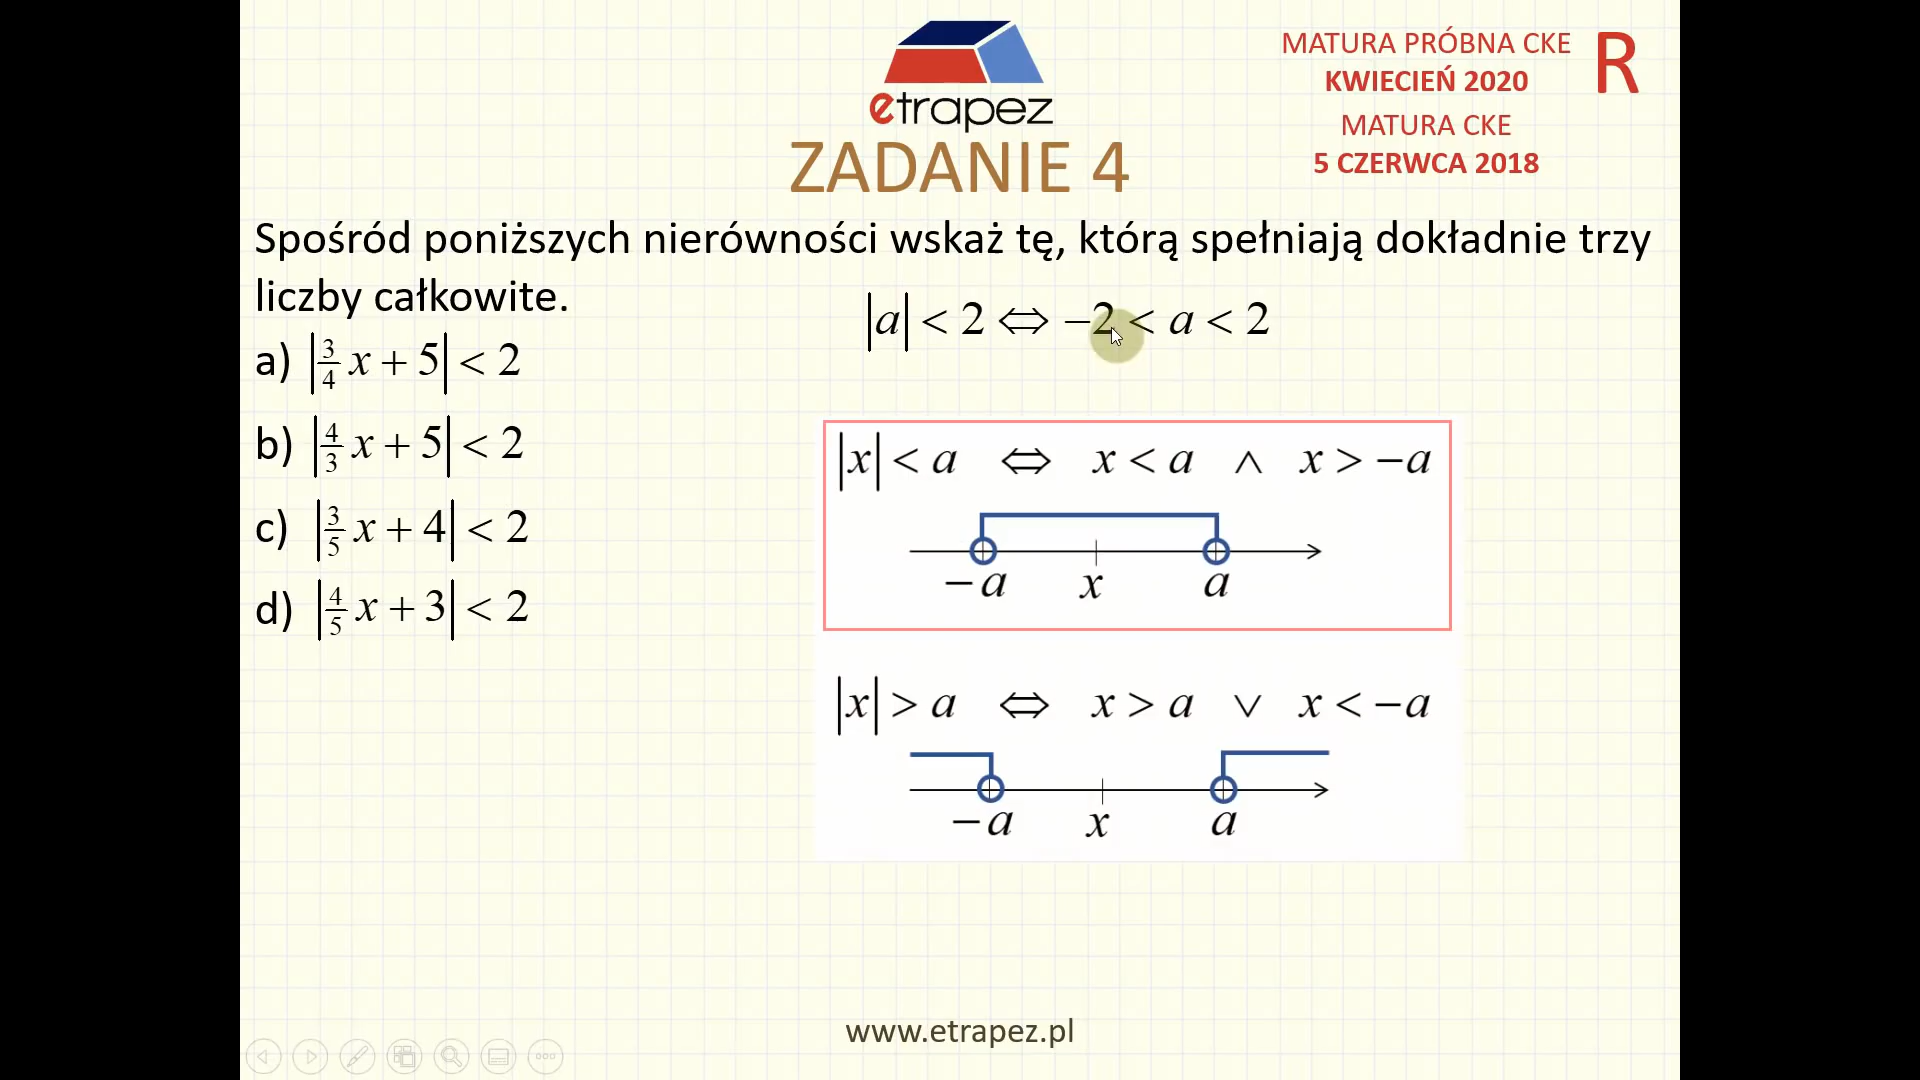 etrapez
MATURA PRÓBNA CKE
KWIECIEŃ 2020
R
MATURA CKE
5 CZERWCA 2018
ZADANIE 4
Spośród poniższych nierówności wskaż tę, którą spełniają dokładnie trzy
liczby całkowite.
|a| < 2 ⇔ −2 < a < 2
a) |3/4 x + 5| < 2
b) |4/3 x + 5| < 2
c) |3/5 x + 4| < 2
d) |4/5 x + 3| < 2
|x| < a ⇔ x < a ∧ x > −a
−a x a
|x| > a ⇔ x > a ∨ x < −a
−a x a
www.etrapez.pl